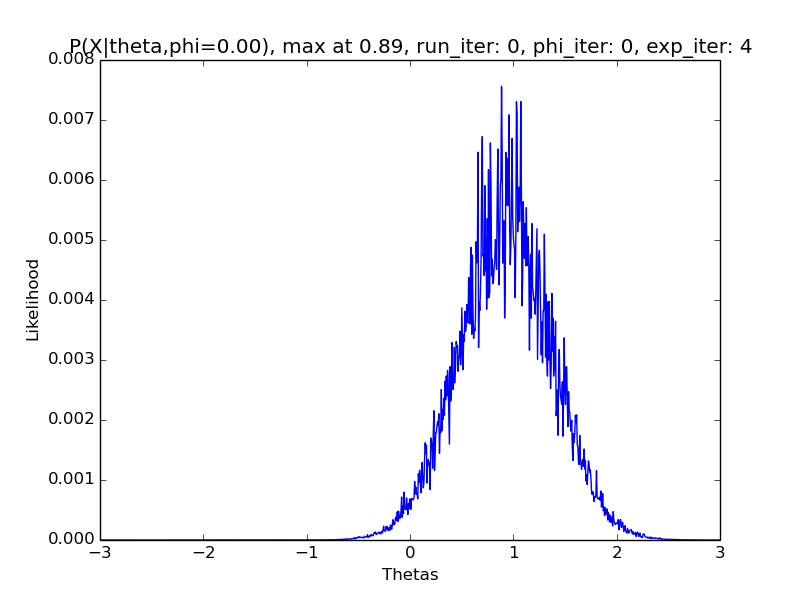 P(X|theta,phi=0.00), max at 0.89, run_iter: 0, phi_iter: 0, exp_iter: 4
0.008
0.007
0.006
0.005
0.004
0.003
0.002
0.001
0.000
Likelihood
−3 −2 −1 0 1 2 3
Thetas